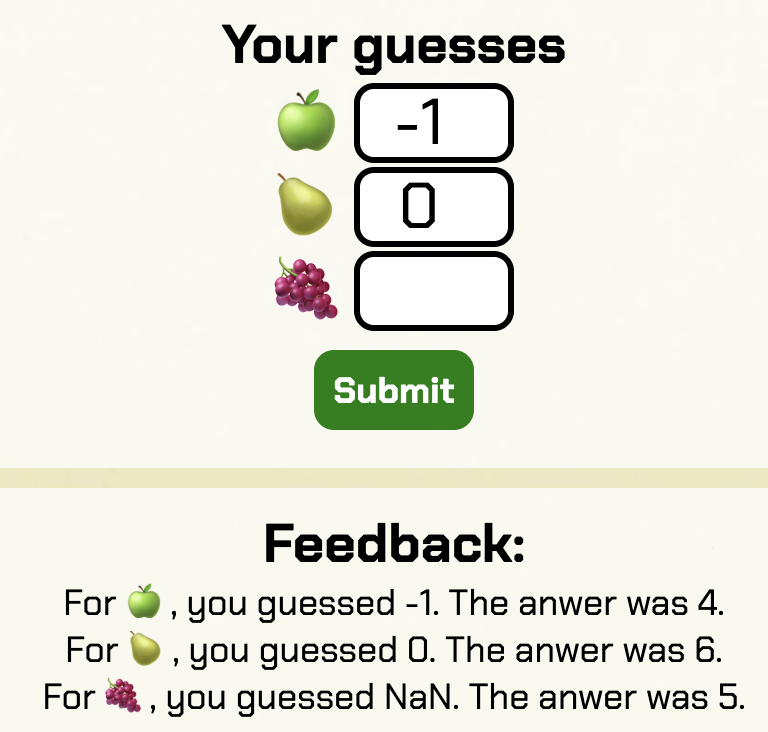 Your guesses
-1
0
Submit
Feedback:
For 🍏 , you guessed -1. The anwer was 4.
For 🍐 , you guessed 0. The anwer was 6.
For 🍇 , you guessed NaN. The anwer was 5.